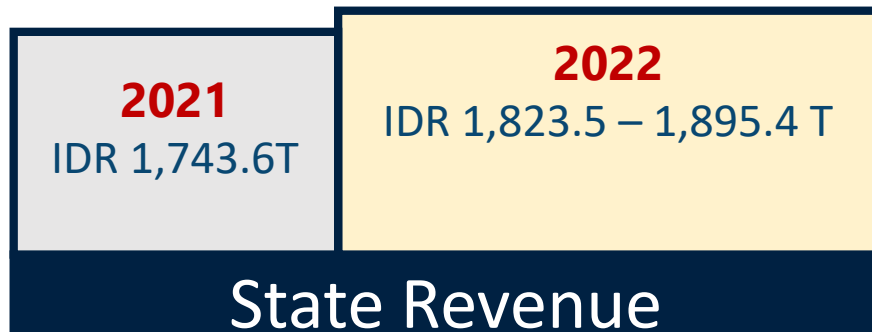 2021
IDR 1,743.6T
2022
IDR 1,823.5 – 1,895.4 T
State Revenue